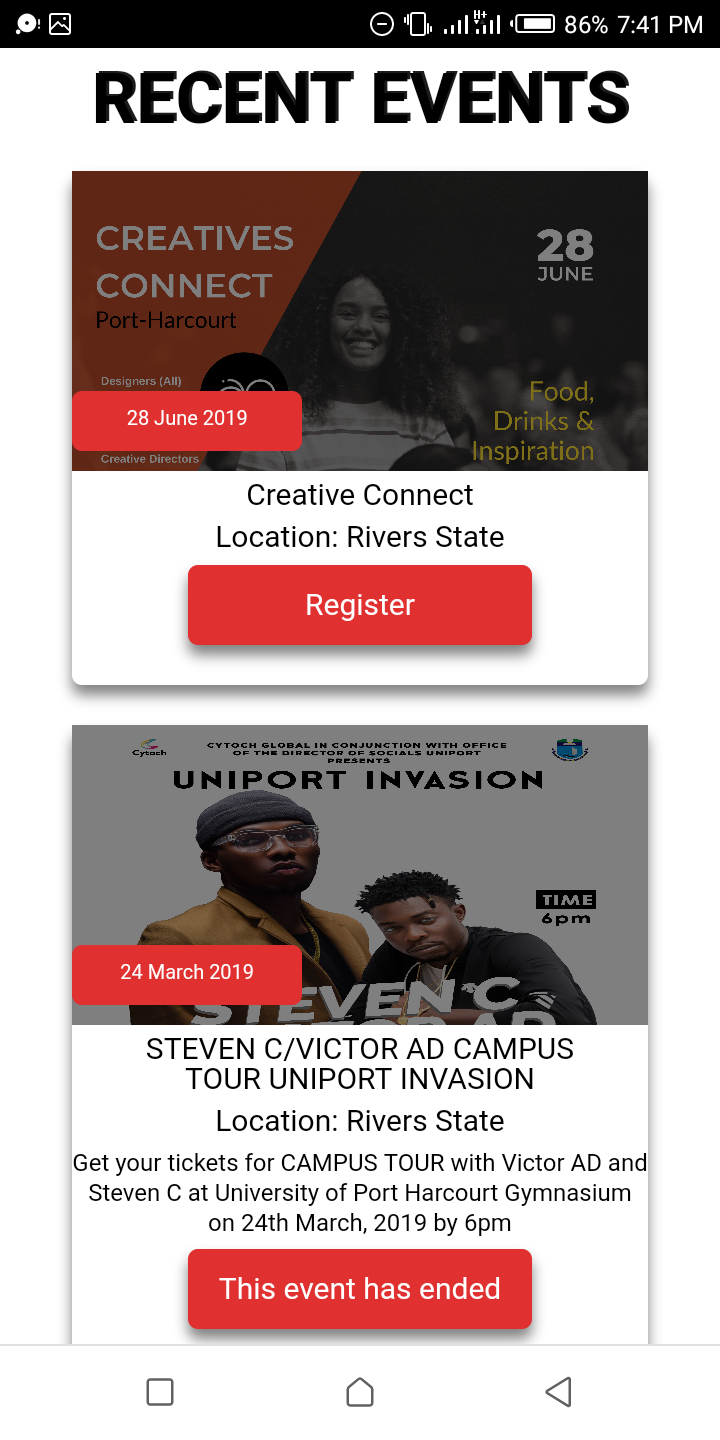 86% 7:41 PM
RECENT EVENTS
CREATIVES
CONNECT
Port-Harcourt
28
JUNE
Designers (All)
Food,
Drinks &
Inspiration
28 June 2019
Creative Directors
Creative Connect
Location: Rivers State
Register
Cytoch
CYTOCH GLOBAL IN CONJUNCTION WITH OFFICE
OF THE DIRECTOR OF SOCIALS UNIPORT
PRESENTS
UNIPORT INVASION
TIME
6pm
24 March 2019
STEVEN C
STEVEN C/VICTOR AD CAMPUS
TOUR UNIPORT INVASION
Location: Rivers State
Get your tickets for CAMPUS TOUR with Victor AD and
Steven C at University of Port Harcourt Gymnasium
on 24th March, 2019 by 6pm
This event has ended